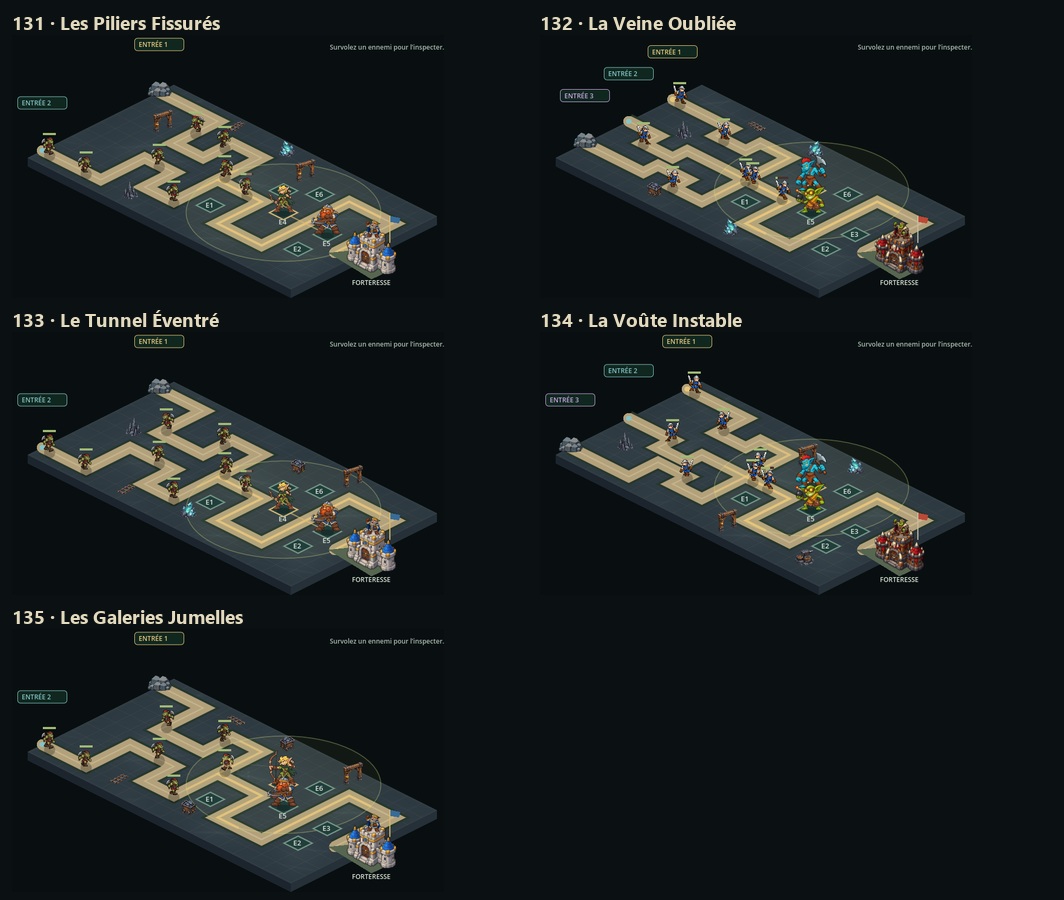 131 · Les Piliers Fissurés
ENTRÉE 1
Survolez un ennemi pour l'inspecter.
ENTRÉE 2
E6
E1
E4
E5
E2
FORTERESSE
132 · La Veine Oubliée
ENTRÉE 1
Survolez un ennemi pour l'inspecter.
ENTRÉE 2
ENTRÉE 3
E6
E1
E5
E3
E2
FORTERESSE
133 · Le Tunnel Éventré
ENTRÉE 1
Survolez un ennemi pour l'inspecter.
ENTRÉE 2
E6
E1
E4
E5
E2
FORTERESSE
134 · La Voûte Instable
ENTRÉE 1
Survolez un ennemi pour l'inspecter.
ENTRÉE 2
ENTRÉE 3
E6
E1
E5
E3
E2
FORTERESSE
135 · Les Galeries Jumelles
ENTRÉE 1
Survolez un ennemi pour l'inspecter.
ENTRÉE 2
E6
E1
E5
E3
E2
FORTERESSE